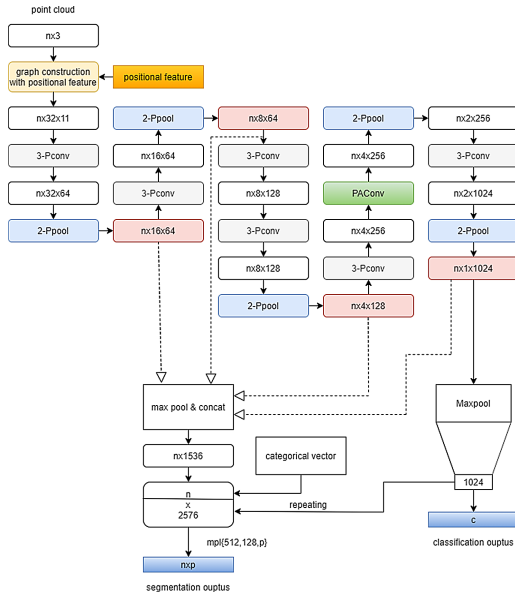 point cloud
nx3
graph construction
with positional feature
positional feature
nx32x11
3-Pconv
nx32x64
2-Ppool
2-Ppool
nx16x64
3-Pconv
nx16x64
nx8x64
3-Pconv
nx8x128
3-Pconv
nx8x128
2-Ppool
2-Ppool
nx4x256
PAConv
nx4x256
3-Pconv
nx4x128
nx2x256
3-Pconv
nx2x1024
2-Ppool
nx1x1024
max pool & concat
Maxpool
nx1536
categorical vector
n
x
2576
1024
repeating
mpl{512,128,p}
nxp
segmentation ouptus
c
classification ouptus